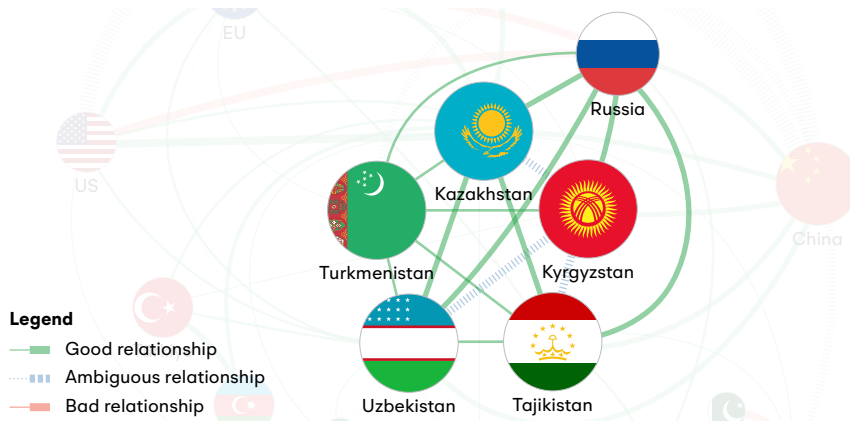 EU
Russia
US
Kazakhstan
China
Turkmenistan
Kyrgyzstan
Legend
Good relationship
Ambiguous relationship
Bad relationship
Uzbekistan
Tajikistan